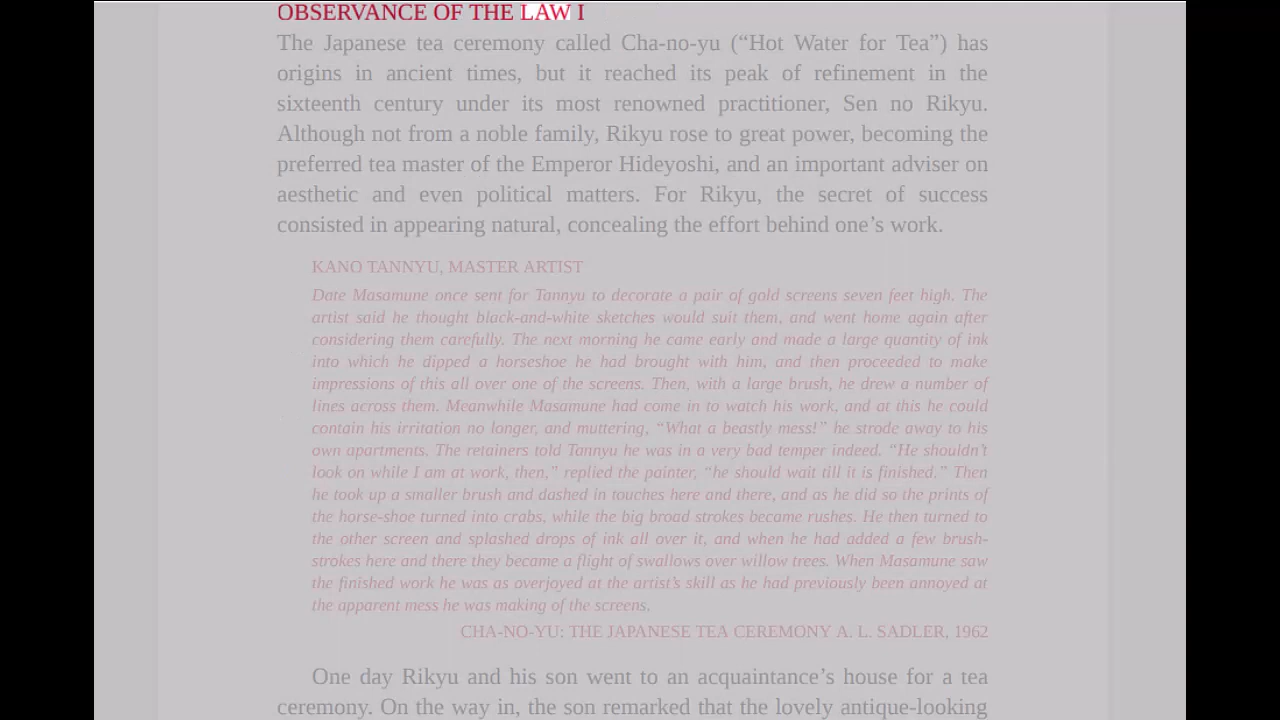 OBSERVANCE OF THE LAW I
The Japanese tea ceremony called Cha-no-yu (“Hot Water for Tea”) has
origins in ancient times, but it reached its peak of refinement in the
sixteenth century under its most renowned practitioner, Sen no Rikyu.
Although not from a noble family, Rikyu rose to great power, becoming the
preferred tea master of the Emperor Hideyoshi, and an important adviser on
aesthetic and even political matters. For Rikyu, the secret of success
consisted in appearing natural, concealing the effort behind one’s work.
KANO TANNYU, MASTER ARTIST
Date Masamune once sent for Tannyu to decorate a pair of gold screens seven feet high. The
artist said he thought black-and-white sketches would suit them, and went home again after
considering them carefully. The next morning he came early and made a large quantity of ink
into which he dipped a horseshoe he had brought with him, and then proceeded to make
impressions of this all over one of the screens. Then, with a large brush, he drew a number of
lines across them. Meanwhile Masamune had come in to watch his work, and at this he could
contain his irritation no longer, and muttering, “What a beastly mess!” he strode away to his
own apartments. The retainers told Tannyu he was in a very bad temper indeed. “He shouldn’t
look on while I am at work, then,” replied the painter, “he should wait till it is finished.” Then
he took up a smaller brush and dashed in touches here and there, and as he did so the prints of
the horse-shoe turned into crabs, while the big broad strokes became rushes. He then turned to
the other screen and splashed drops of ink all over it, and when he had added a few brush-
strokes here and there they became a flight of swallows over willow trees. When Masamune saw
the finished work he was as overjoyed at the artist’s skill as he had previously been annoyed at
the apparent mess he was making of the screens.
CHA-NO-YU: THE JAPANESE TEA CEREMONY A. L. SADLER, 1962
One day Rikyu and his son went to an acquaintance’s house for a tea
ceremony. On the way in, the son remarked that the lovely antique-looking